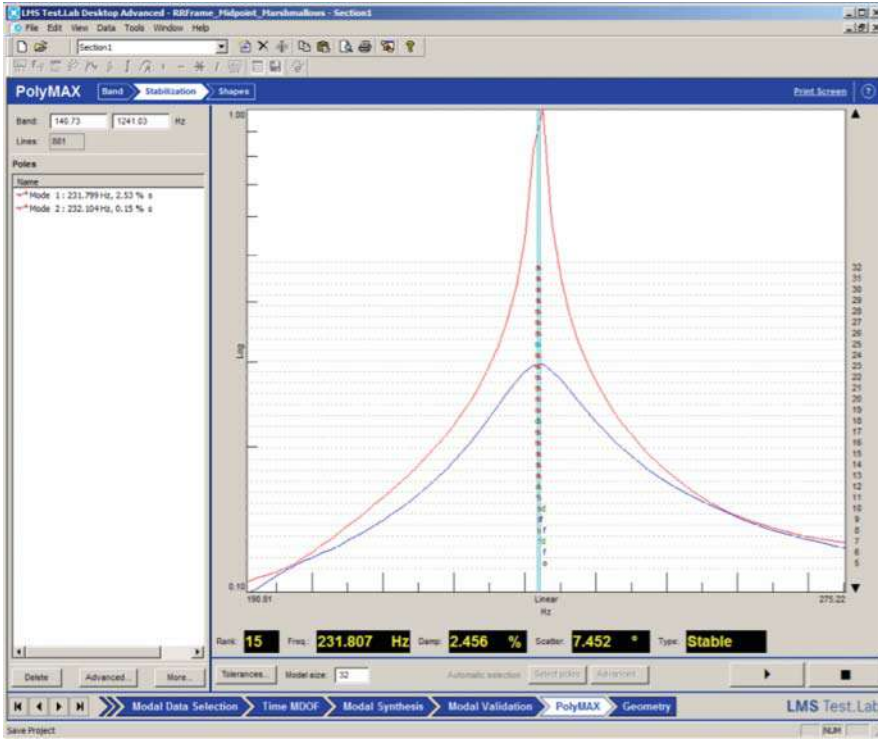 LMS Test.Lab Desktop Advanced - RRFrame_Midpoint_Marshmallows - Section1
File Edit View Data Tools Window Help
Section1
PolyMAX Band Stabilization Shapes Print Screen
Band: 140.73 1241.03 Hz
Lines: 881
Poles
Name
Mode 1 : 231.799 Hz, 2.53 % s
Mode 2 : 232.104 Hz, 0.15 % s
1.00
Log
0.10
190.81
Linear
Hz
275.22
32
31
30
29
28
27
26
25
24
23
22
21
20
19
18
17
16
15
14
13
12
11
10
9
8
7
6
5
Rank: 15 Freq.: 231.807 Hz Damp.: 2.456 % Scatter: 7.452 ° Type: Stable
Delete Advanced... More... Tolerances... Model size: 32 Automatic selection Select poles Advanced...
Modal Data Selection Time MDOF Modal Synthesis Modal Validation PolyMAX Geometry LMS Test.Lab
Save Project NUM